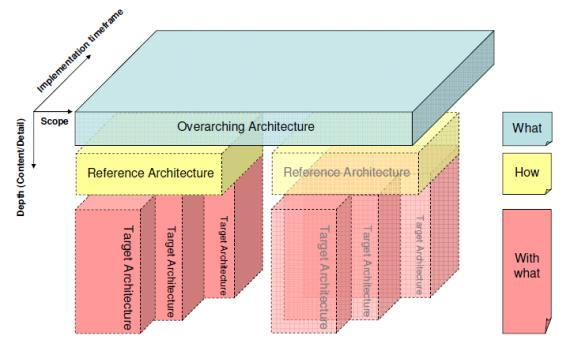 Implementation timeframe
Scope
Depth (Content/Detail)
Overarching Architecture
What
Reference Architecture
Reference Architecture
How
Target Architecture
Target Architecture
Target Architecture
Target Architecture
Target Architecture
Target Architecture
With
what